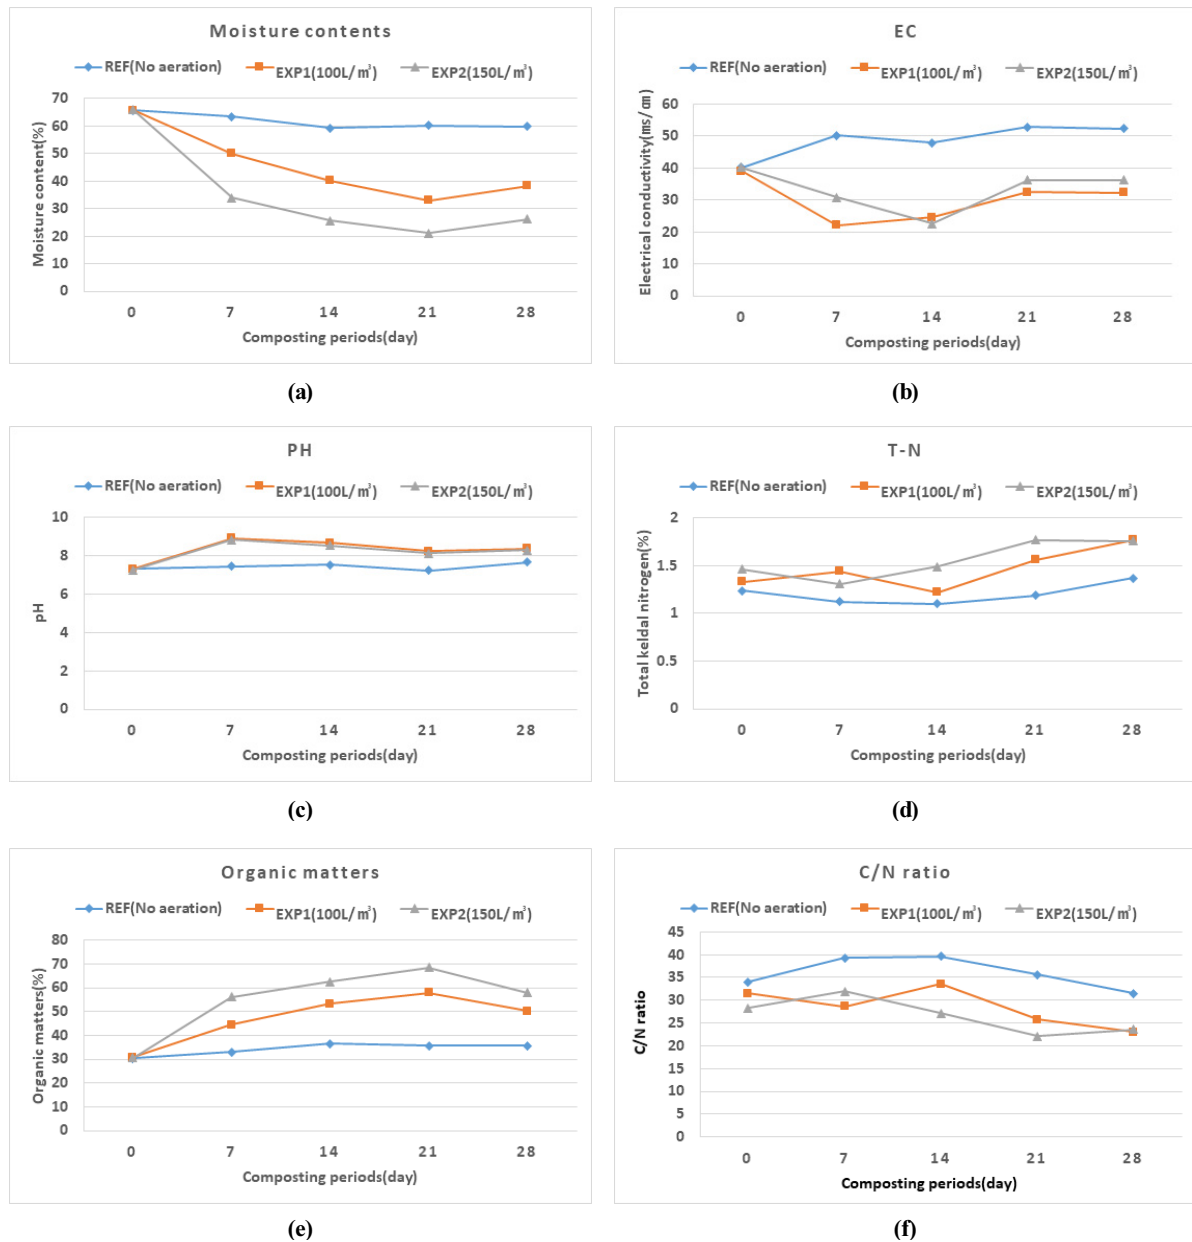 Moisture contents
REF(No aeration) EXP1(100L/㎥) EXP2(150L/㎥)
70
60
50
40
30
20
10
0
Moisture content(%)
0 7 14 21 28
Composting periods(day)
(a)
EC
REF(No aeration) EXP1(100L/㎥) EXP2(150L/㎥)
60
50
40
30
20
10
0
Electrical conductivity(ms/㎝)
0 7 14 21 28
Composting periods(day)
(b)
PH
REF(No aeration) EXP1(100L/㎥) EXP2(150L/㎥)
10
8
6
4
2
0
pH
0 7 14 21 28
Composting periods(day)
(c)
T-N
REF(No aeration) EXP1(100L/㎥) EXP2(150L/㎥)
2
1.5
1
0.5
0
Total keldal nitrogen(%)
0 7 14 21 28
Composting periods(day)
(d)
Organic matters
REF(No aeration) EXP1(100L/㎥) EXP2(150L/㎥)
80
70
60
50
40
30
20
10
0
Organic matters(%)
0 7 14 21 28
Composting periods(day)
(e)
C/N ratio
REF(No aeration) EXP1(100L/㎥) EXP2(150L/㎥)
45
40
35
30
25
20
15
10
5
0
C/N ratio
0 7 14 21 28
Composting periods(day)
(f)